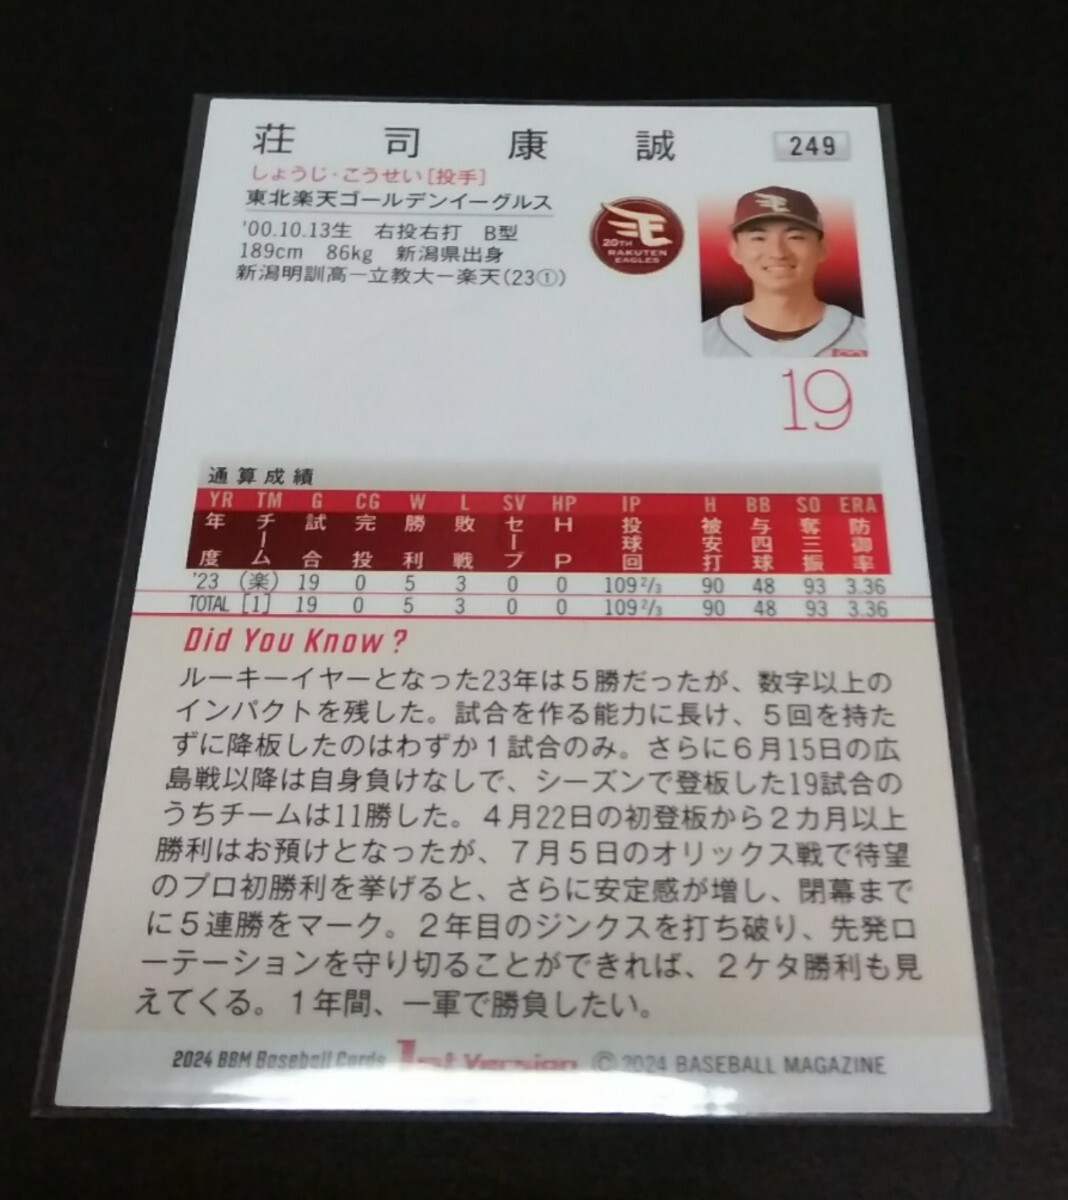 荘司康誠
249
しょうじ・こうせい[投手]
東北楽天ゴールデンイーグルス
'00.10.13生 右投右打 B型
189cm 86kg 新潟県出身
新潟明訓高ー立教大ー楽天(23①)
20TH
RAKUTEN
EAGLES
19
通算成績
YR TM G CG W L SV HP IP H BB SO ERA
年度 チーム 試合 完投 勝利 敗戦 セーブ HP 投球回 被安打 与四球 奪三振 防御率
'23 (楽) 19 0 5 3 0 0 109 2/3 90 48 93 3.36
TOTAL [1] 19 0 5 3 0 0 109 2/3 90 48 93 3.36
Did You Know?
ルーキーイヤーとなった23年は5勝だったが、数字以上の
インパクトを残した。試合を作る能力に長け、5回を持た
ずに降板したのはわずか1試合のみ。さらに6月15日の広
島戦以降は自身負けなしで、シーズンで登板した19試合の
うちチームは11勝した。4月22日の初登板から2カ月以上
勝利はお預けとなったが、7月5日のオリックス戦で待望
のプロ初勝利を挙げると、さらに安定感が増し、閉幕まで
に5連勝をマーク。2年目のジンクスを打ち破り、先発ロ
ーテーションを守り切ることができれば、2ケタ勝利も見
えてくる。1年間、一軍で勝負したい。
2024 BBM Baseball Cards 1st Version © 2024 BASEBALL MAGAZINE